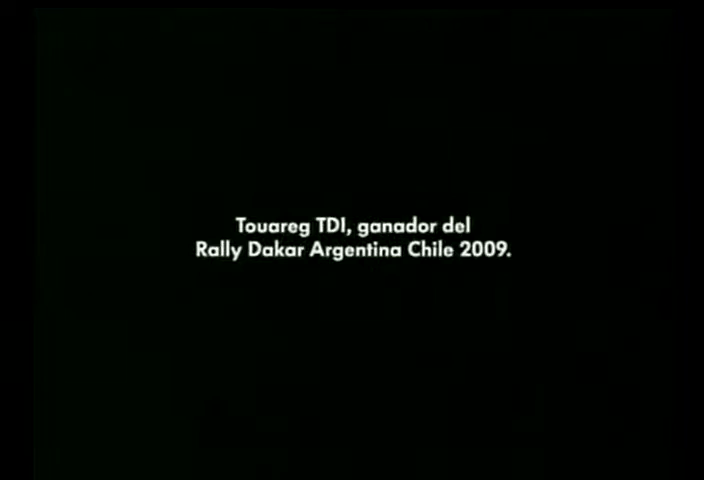 Touareg TDI, ganador del
Rally Dakar Argentina Chile 2009.